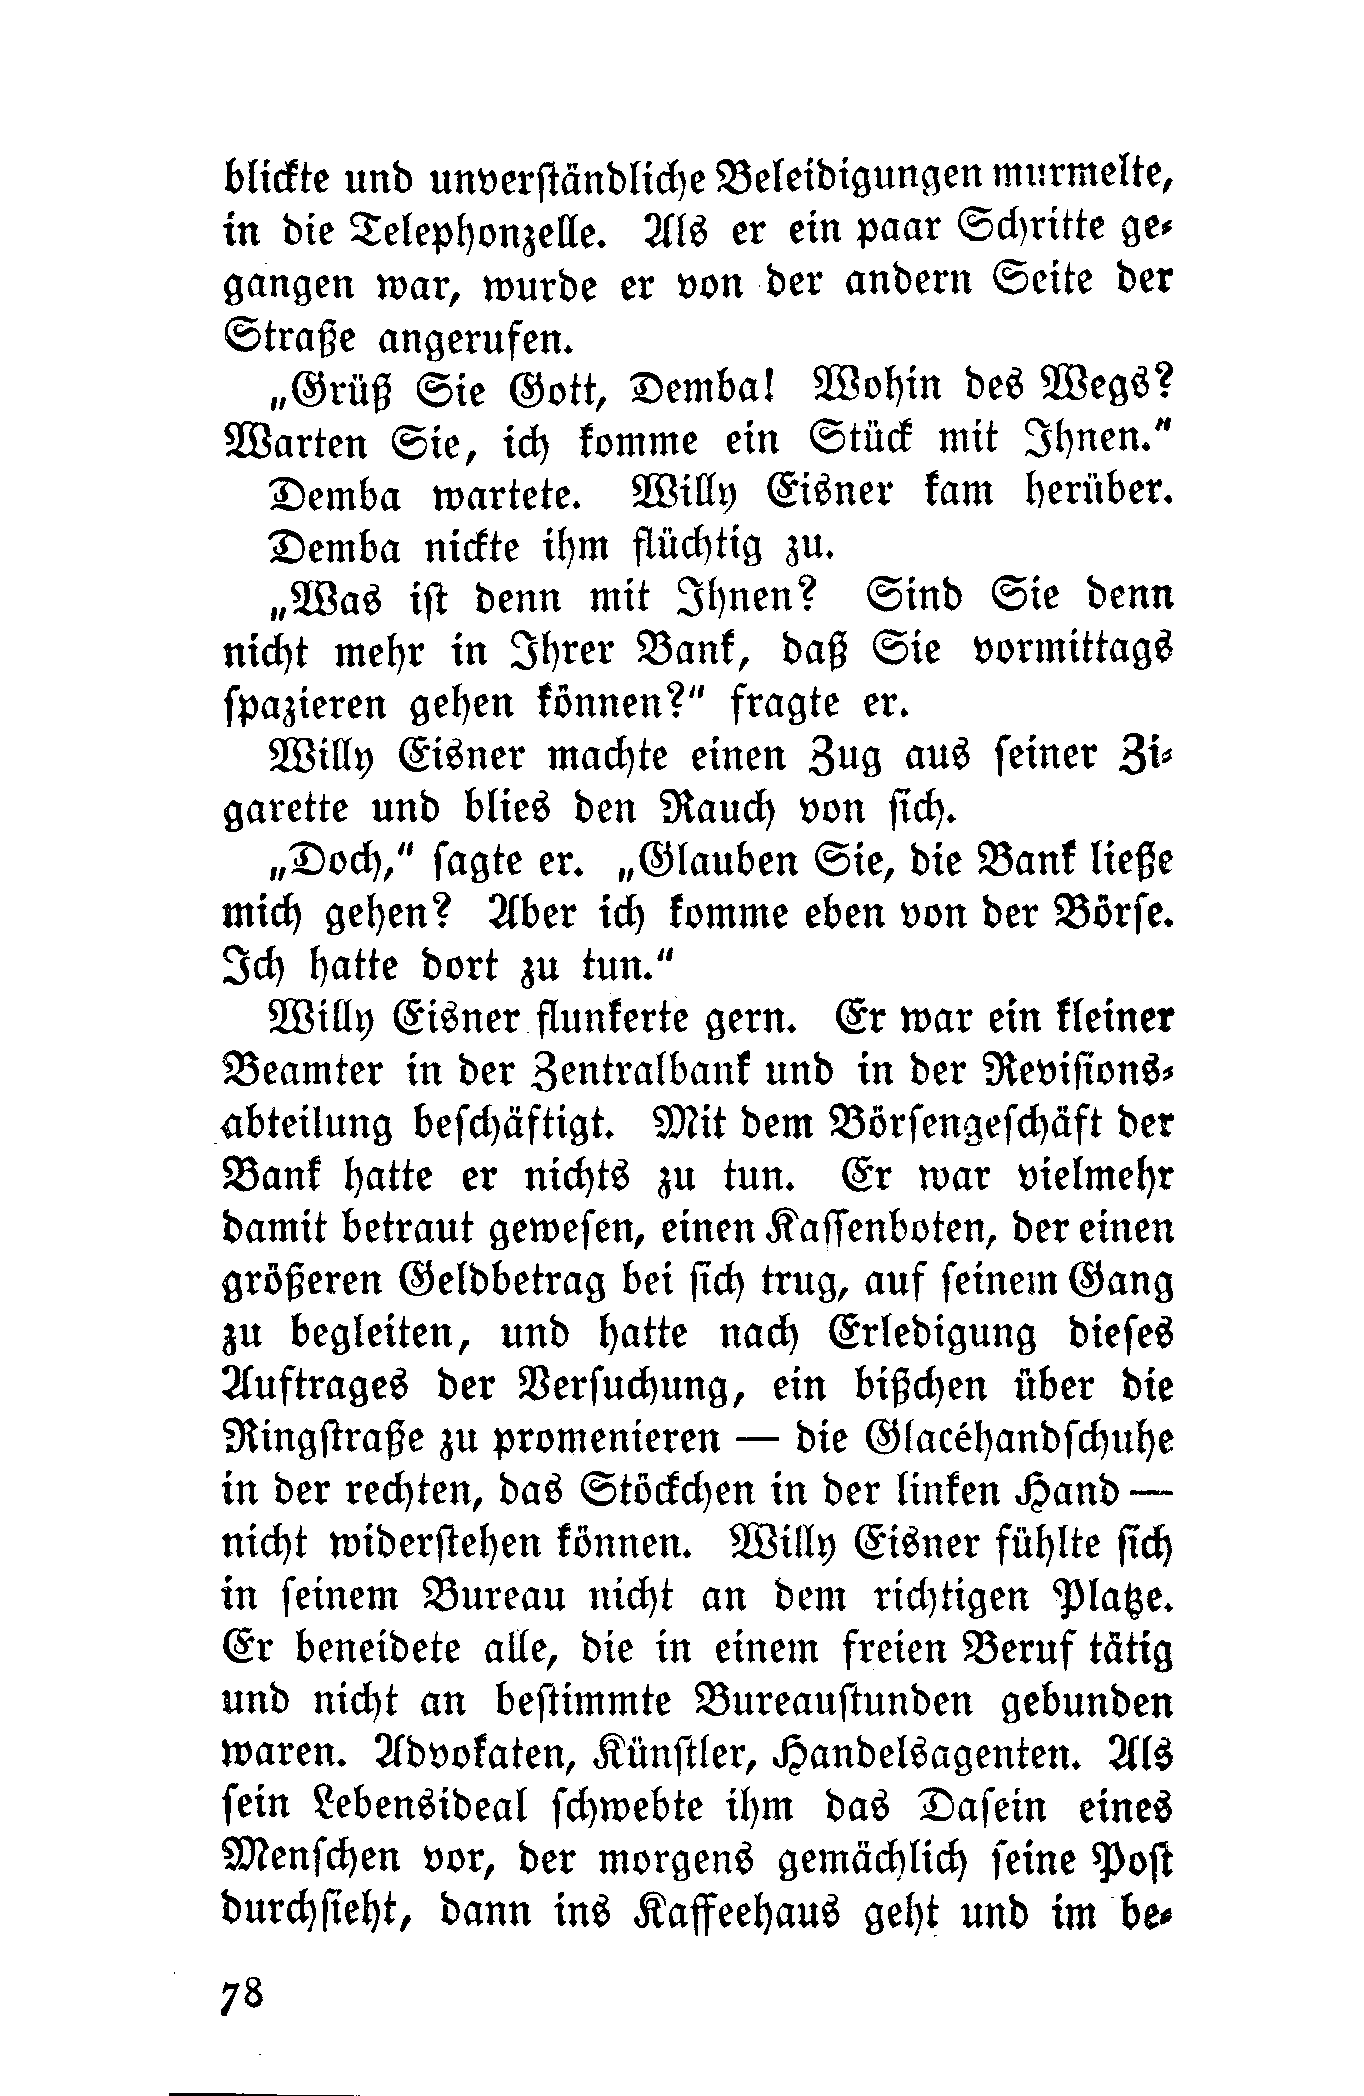 blickte und unverständliche Beleidigungen murmelte,
in die Telephonzelle. Als er ein paar Schritte ge-
gangen war, wurde er von der andern Seite der
Straße angerufen.
„Grüß Sie Gott, Demba! Wohin des Wegs?
Warten Sie, ich komme ein Stück mit Ihnen.“
Demba wartete. Willy Eisner kam herüber.
Demba nickte ihm flüchtig zu.
„Was ist denn mit Ihnen? Sind Sie denn
nicht mehr in Ihrer Bank, daß Sie vormittags
spazieren gehen können?“ fragte er.
Willy Eisner machte einen Zug aus seiner Zi-
garette und blies den Rauch von sich.
„Doch,“ sagte er. „Glauben Sie, die Bank ließe
mich gehen? Aber ich komme eben von der Börse.
Ich hatte dort zu tun.“
Willy Eisner flunkerte gern. Er war ein kleiner
Beamter in der Zentralbank und in der Revisions-
abteilung beschäftigt. Mit dem Börsengeschäft der
Bank hatte er nichts zu tun. Er war vielmehr
damit betraut gewesen, einen Kassenboten, der einen
größeren Geldbetrag bei sich trug, auf seinem Gang
zu begleiten, und hatte nach Erledigung dieses
Auftrages der Versuchung, ein bißchen über die
Ringstraße zu promenieren — die Glacéhandschuhe
in der rechten, das Stöckchen in der linken Hand —
nicht widerstehen können. Willy Eisner fühlte sich
in seinem Bureau nicht an dem richtigen Platze.
Er beneidete alle, die in einem freien Beruf tätig
und nicht an bestimmte Bureaustunden gebunden
waren. Advokaten, Künstler, Handelsagenten. Als
sein Lebensideal schwebte ihm das Dasein eines
Menschen vor, der morgens gemächlich seine Post
durchsieht, dann ins Kaffeehaus geht und im be-
78